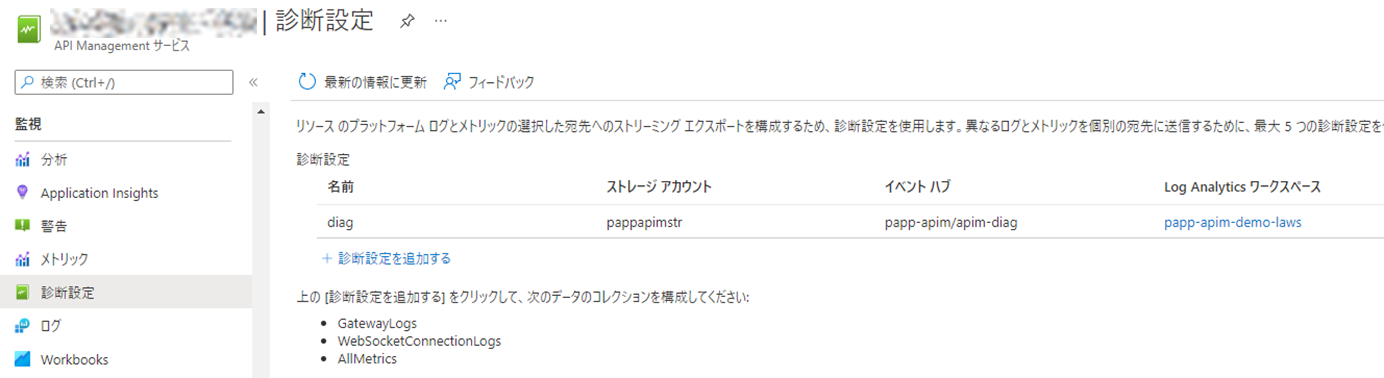 | 診断設定
API Management サービス
検索 (Ctrl+/)
監視
分析
Application Insights
警告
メトリック
診断設定
ログ
Workbooks
最新の情報に更新 フィードバック
リソース のプラットフォーム ログとメトリックの選択した宛先へのストリーミング エクスポートを構成するため、診断設定を使用します。異なるログとメトリックを個別の宛先に送信するために、最大 5 つの診断設定を
診断設定
名前 ストレージ アカウント イベント ハブ Log Analytics ワークスペース
diag pappapimstr papp-apim/apim-diag papp-apim-demo-laws
+ 診断設定を追加する
上の [診断設定を追加する] をクリックして、次のデータのコレクションを構成してください:
• GatewayLogs
• WebSocketConnectionLogs
• AllMetrics